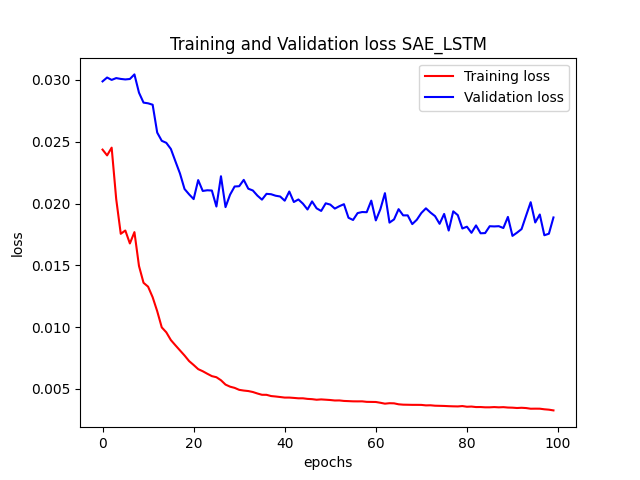 Training and Validation loss SAE_LSTM
Training loss
Validation loss
0.030
0.025
0.020
0.015
0.010
0.005
loss
0
20
40
60
80
100
epochs